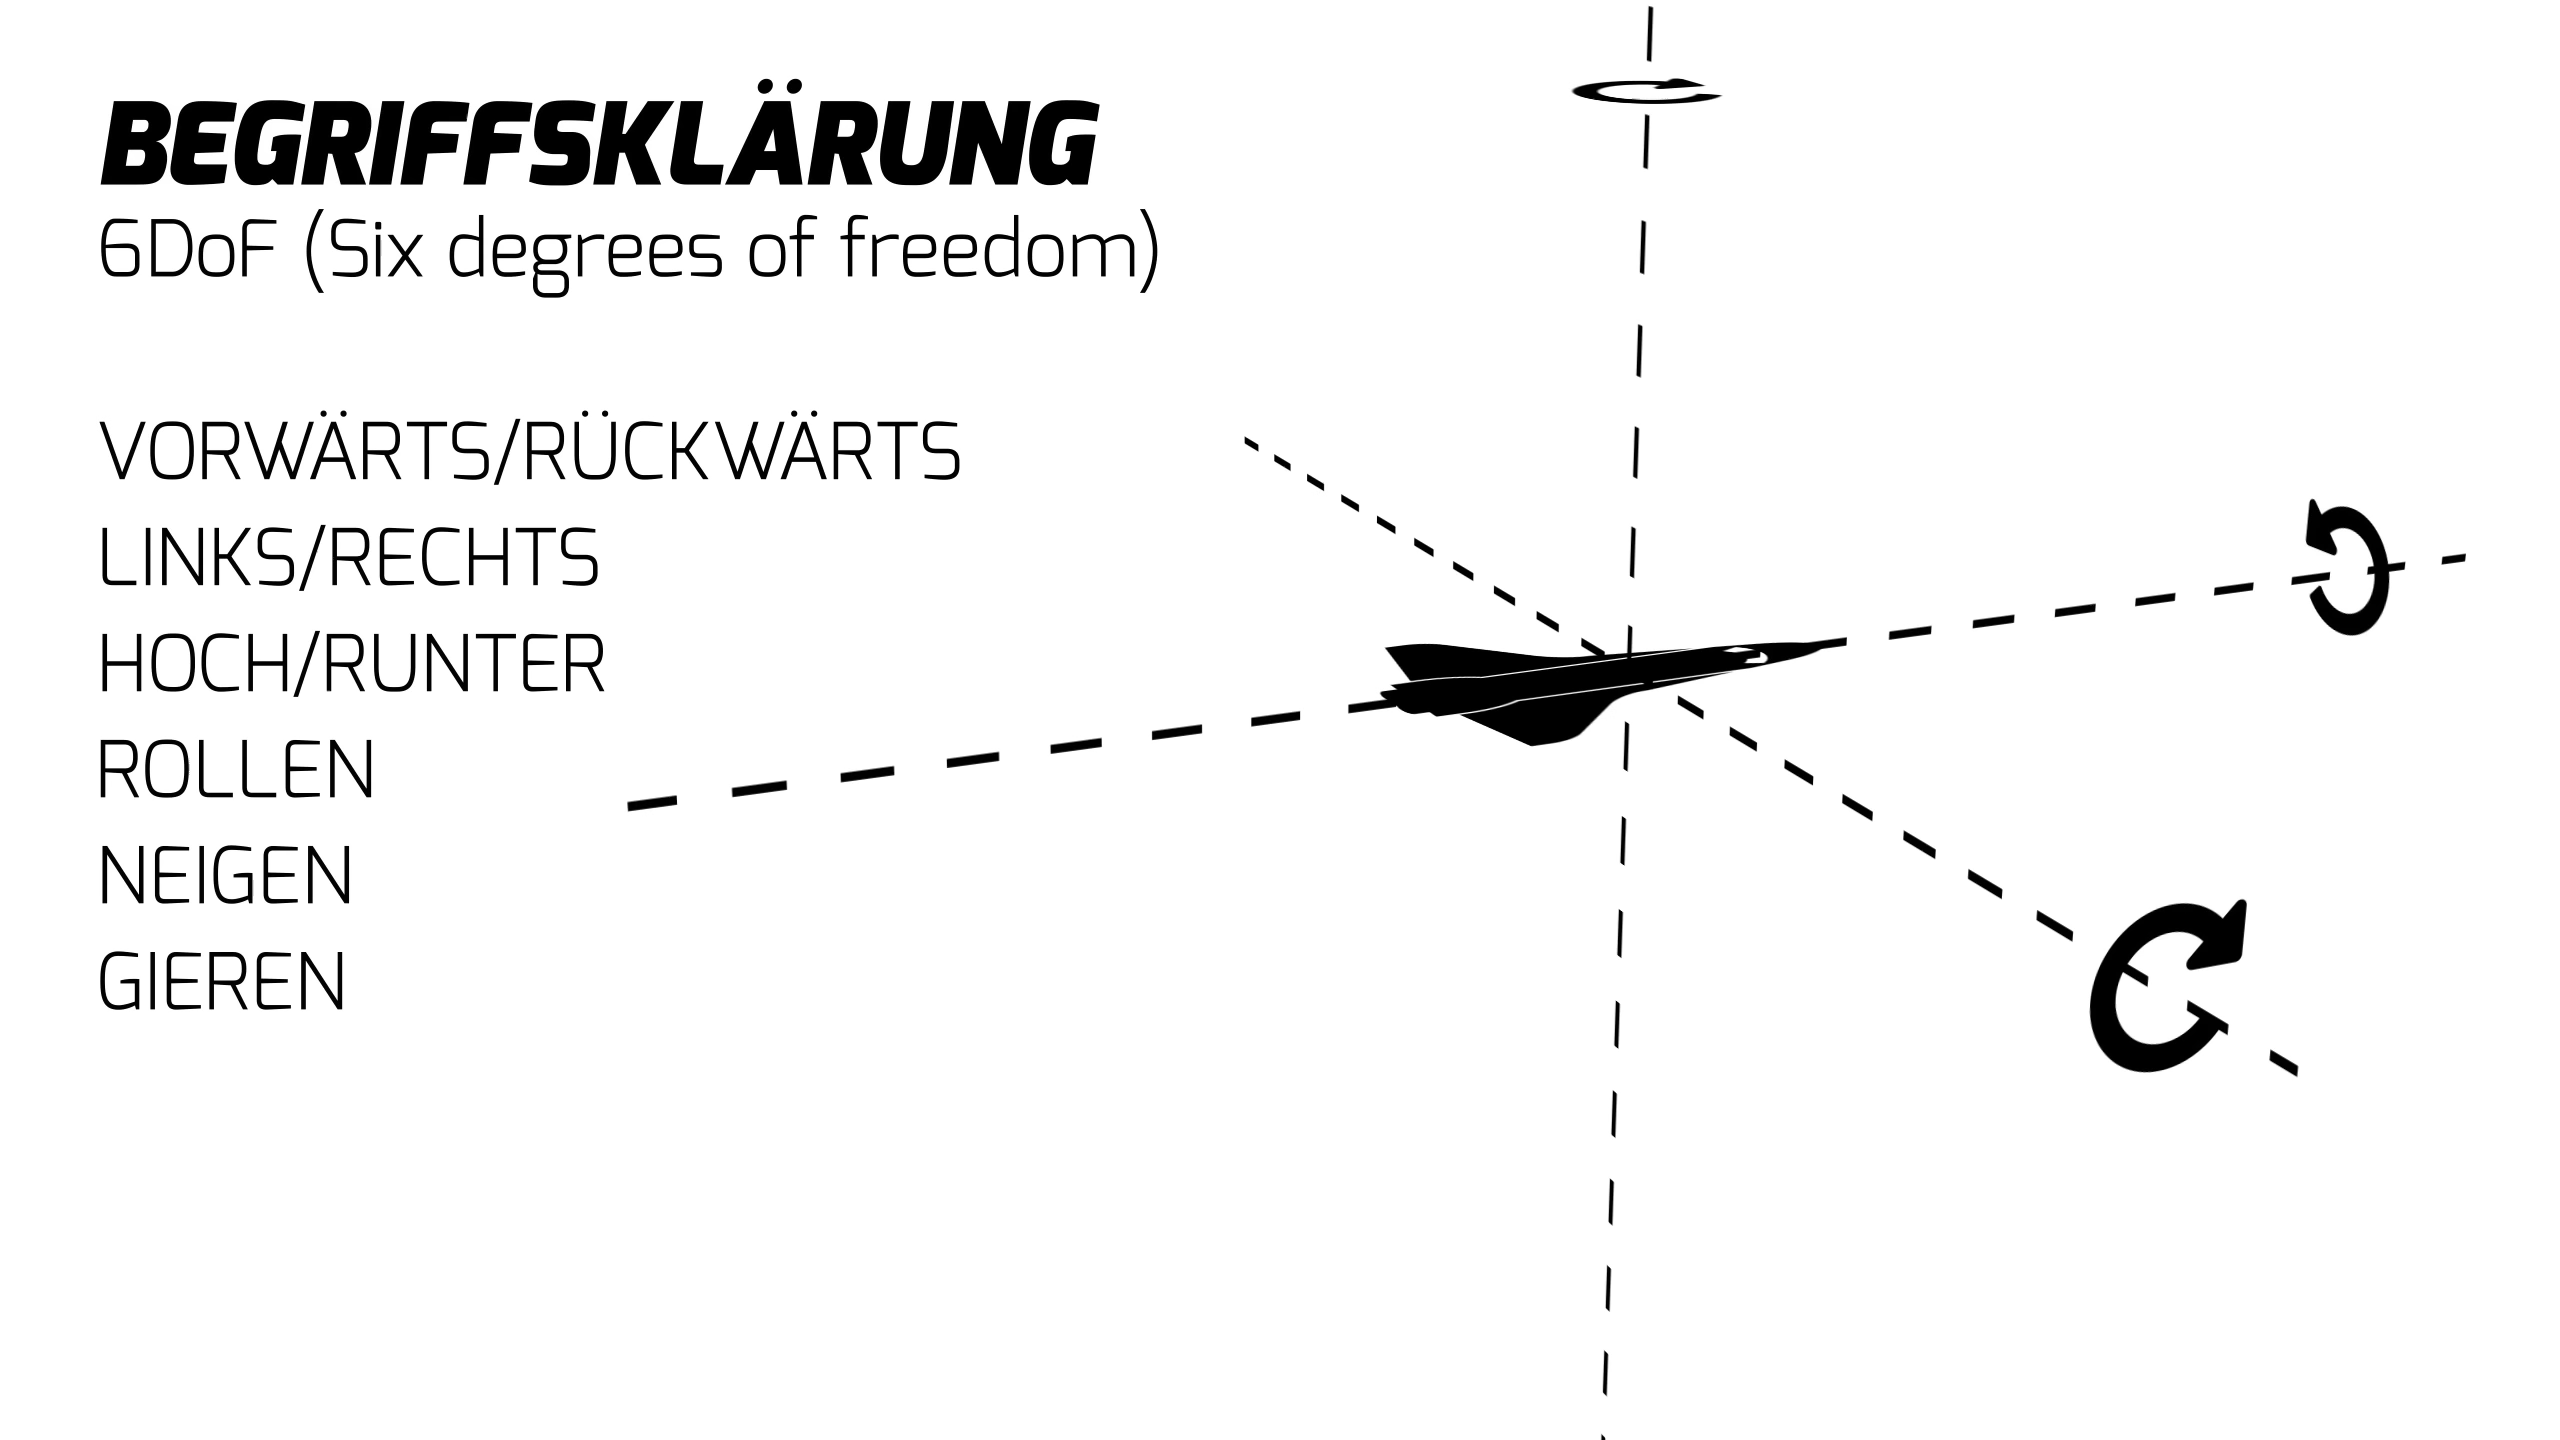 BEGRIFFSKLÄRUNG
6DoF (Six degrees of freedom)
VORWÄRTS/RÜCKWÄRTS
LINKS/RECHTS
HOCH/RUNTER
ROLLEN
NEIGEN
GIEREN